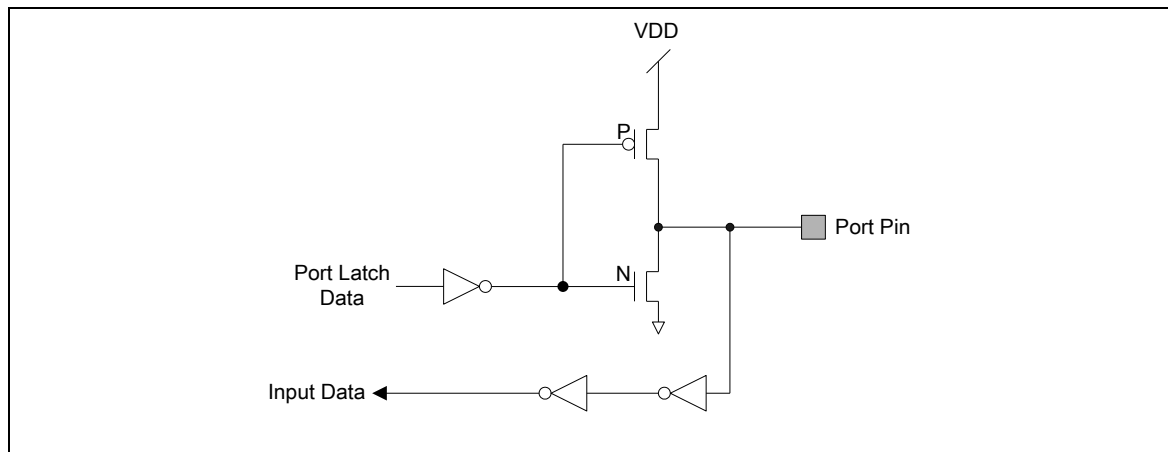 VDD
P
Port Pin
N
Port Latch
Data
Input Data